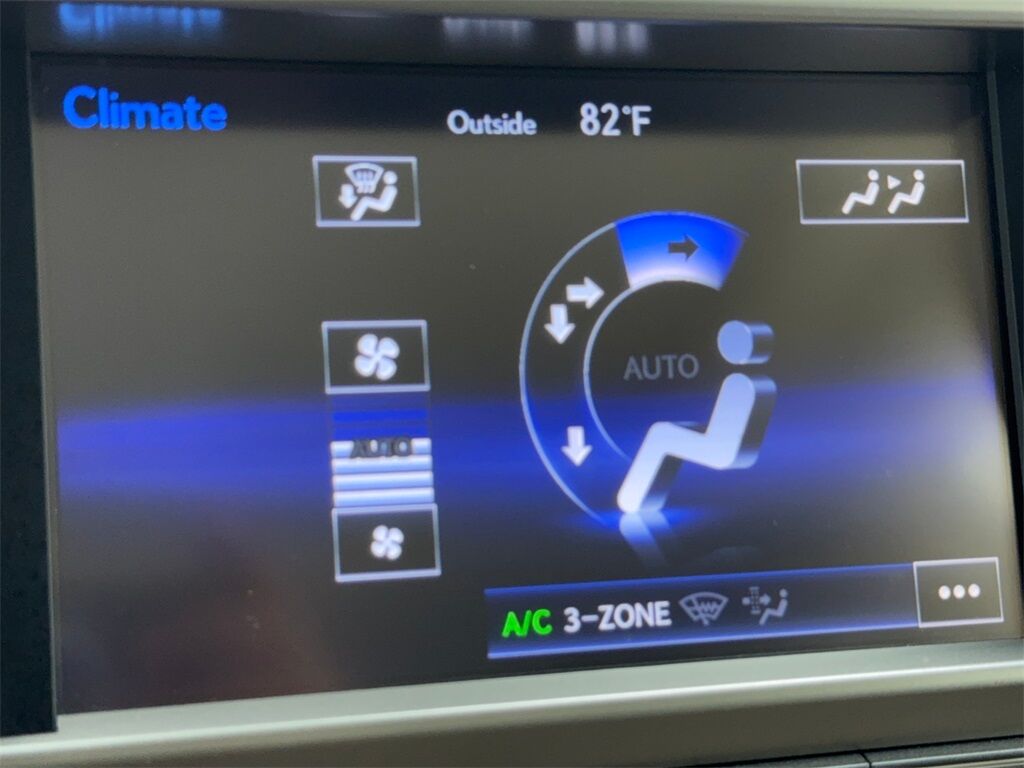 Climate
Outside 82°F
AUTO
AUTO
A/C 3-ZONE